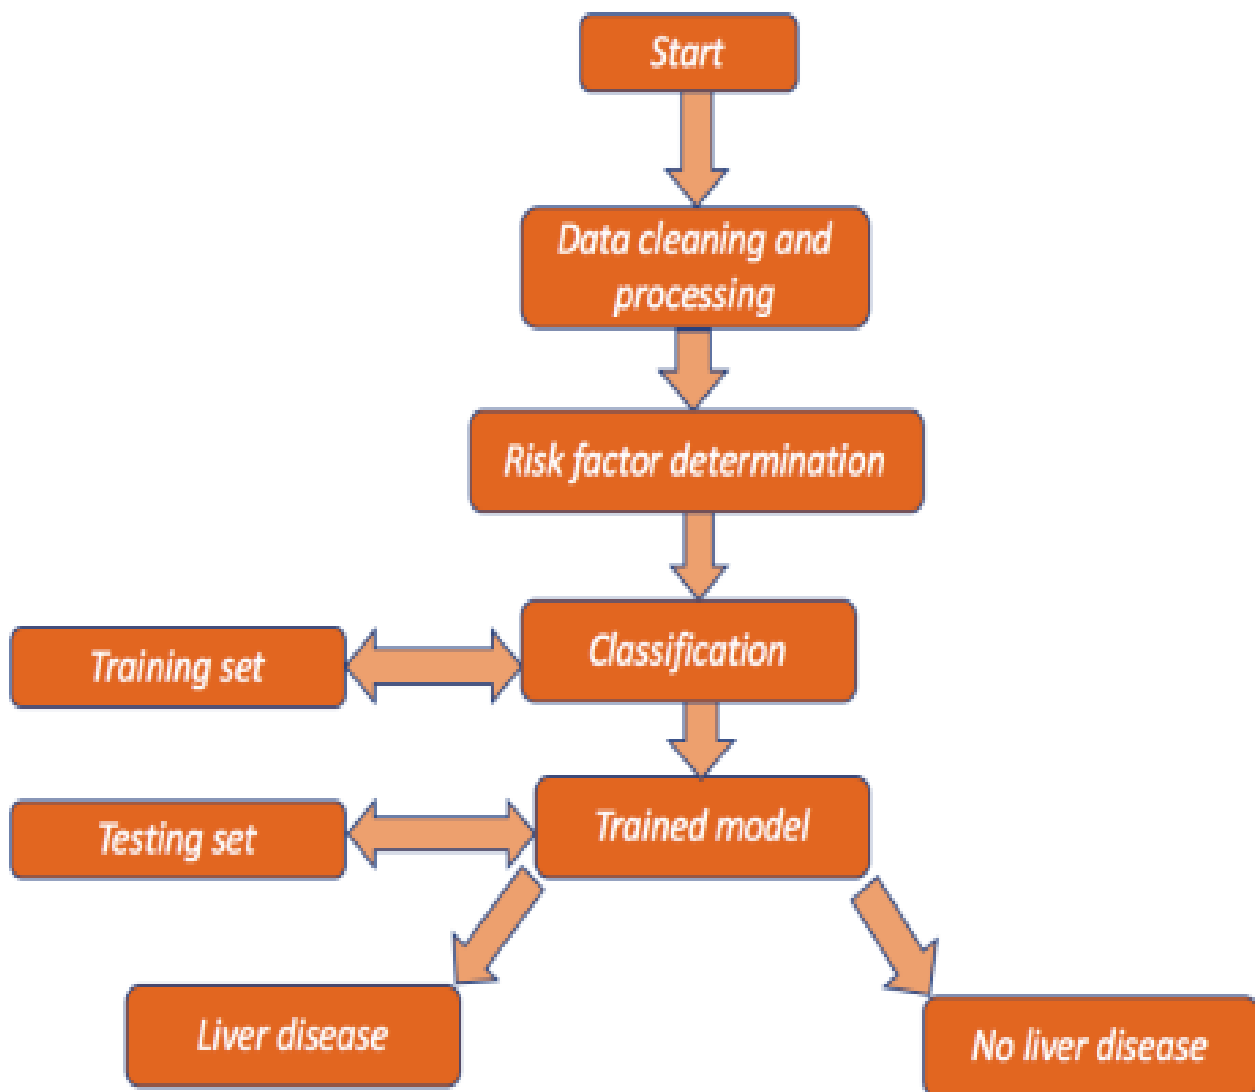 Start
Data cleaning and
processing
Risk factor determination
Classification
Training set
Trained model
Testing set
Liver disease
No liver disease